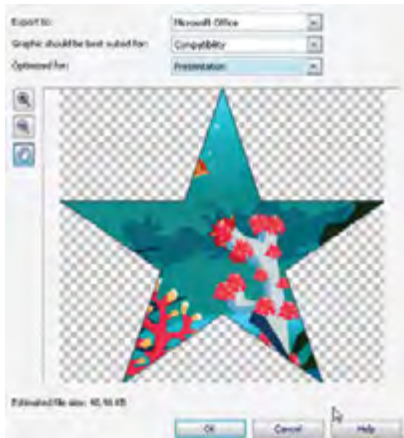 Export to: Microsoft Office
Graphic should be best suited for: Compatibility
Optimized for: Presentation
Estimated file size: KB
OK Cancel Help